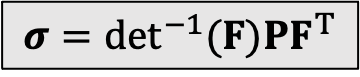 𝝈 = det⁻¹(𝐅)𝐏𝐅ᵀ